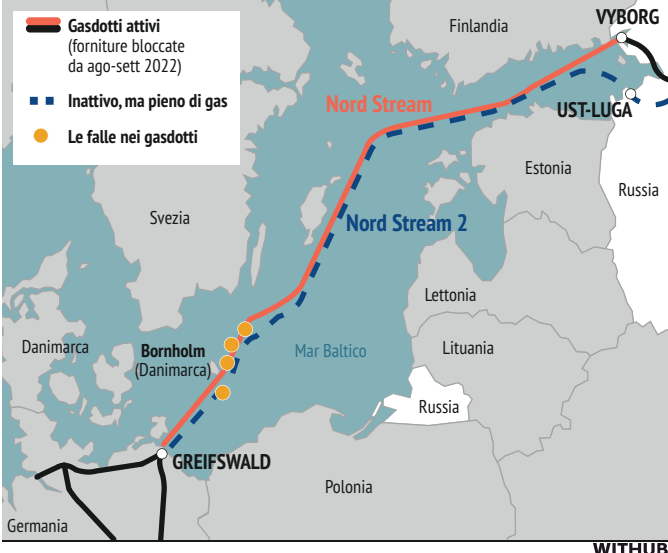 Gasdotti attivi
(forniture bloccate
da ago-sett 2022)
Inattivo, ma pieno di gas
Le falle nei gasdotti
Finlandia
VYBORG
Nord Stream
UST-LUGA
Estonia
Russia
Svezia
Nord Stream 2
Lettonia
Danimarca
Bornholm
(Danimarca)
Mar Baltico
Lituania
Russia
GREIFSWALD
Polonia
Germania
WITHUB